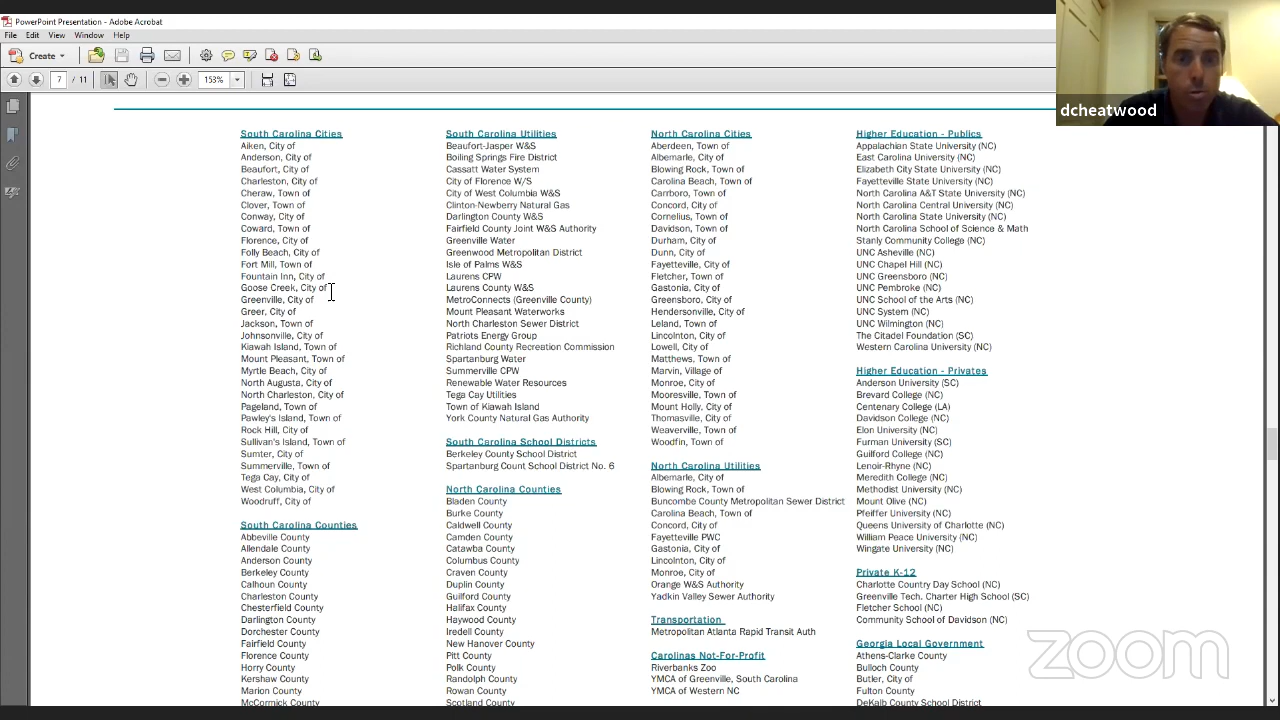 PowerPoint Presentation - Adobe Acrobat
File Edit View Window Help
Create
7 / 11 153%
dcheatwood
South Carolina Cities
Aiken, City of
Anderson, City of
Beaufort, City of
Charleston, City of
Cheraw, Town of
Clover, Town of
Conway, City of
Coward, Town of
Florence, City of
Folly Beach, City of
Fort Mill, Town of
Fountain Inn, City of
Goose Creek, City of
Greenville, City of
Greer, City of
Jackson, Town of
Johnsonville, City of
Kiawah Island, Town of
Mount Pleasant, Town of
Myrtle Beach, City of
North Augusta, City of
North Charleston, City of
Pageland, Town of
Pawley's Island, Town of
Rock Hill, City of
Sullivan's Island, Town of
Sumter, City of
Summerville, Town of
Tega Cay, City of
West Columbia, City of
Woodruff, City of
South Carolina Counties
Abbeville County
Allendale County
Anderson County
Berkeley County
Calhoun County
Charleston County
Chesterfield County
Darlington County
Dorchester County
Fairfield County
Florence County
Horry County
Kershaw County
Marion County
McCormick County
South Carolina Utilities
Beaufort-Jasper W&S
Boiling Springs Fire District
Cassatt Water System
City of Florence W/S
City of West Columbia W&S
Clinton-Newberry Natural Gas
Darlington County W&S
Fairfield County Joint W&S Authority
Greenville Water
Greenwood Metropolitan District
Isle of Palms W&S
Laurens CPW
Laurens County W&S
MetroConnects (Greenville County)
Mount Pleasant Waterworks
North Charleston Sewer District
Patriots Energy Group
Richland County Recreation Commission
Spartanburg Water
Summerville CPW
Renewable Water Resources
Tega Cay Utilities
Town of Kiawah Island
York County Natural Gas Authority
South Carolina School Districts
Berkeley County School District
Spartanburg Count School District No. 6
North Carolina Counties
Bladen County
Burke County
Caldwell County
Camden County
Catawba County
Columbus County
Craven County
Duplin County
Guilford County
Halifax County
Haywood County
Iredell County
New Hanover County
Pitt County
Polk County
Randolph County
Rowan County
Scotland County
North Carolina Cities
Aberdeen, Town of
Albemarle, City of
Blowing Rock, Town of
Carolina Beach, Town of
Carrboro, Town of
Concord, City of
Cornelius, Town of
Davidson, Town of
Durham, City of
Dunn, City of
Fayetteville, City of
Fletcher, Town of
Gastonia, City of
Greensboro, City of
Hendersonville, City of
Leland, Town of
Lincolnton, City of
Lowell, City of
Matthews, Town of
Marvin, Village of
Monroe, City of
Mooresville, Town of
Mount Holly, City of
Thomasville, City of
Weaverville, Town of
Woodfin, Town of
North Carolina Utilities
Albemarle, City of
Blowing Rock, Town of
Buncombe County Metropolitan Sewer District
Carolina Beach, Town of
Concord, City of
Fayetteville PWC
Gastonia, City of
Lincolnton, City of
Monroe, City of
Orange W&S Authority
Yadkin Valley Sewer Authority
Transportation
Metropolitan Atlanta Rapid Transit Auth
Carolinas Not-For-Profit
Riverbanks Zoo
YMCA of Greenville, South Carolina
YMCA of Western NC
Higher Education - Publics
Appalachian State University (NC)
East Carolina University (NC)
Elizabeth City State University (NC)
Fayetteville State University (NC)
North Carolina A&T State University (NC)
North Carolina Central University (NC)
North Carolina State University (NC)
North Carolina School of Science & Math
Stanly Community College (NC)
UNC Asheville (NC)
UNC Chapel Hill (NC)
UNC Greensboro (NC)
UNC Pembroke (NC)
UNC School of the Arts (NC)
UNC System (NC)
UNC Wilmington (NC)
The Citadel Foundation (SC)
Western Carolina University (NC)
Higher Education - Privates
Anderson University (SC)
Brevard College (NC)
Centenary College (LA)
Davidson College (NC)
Elon University (NC)
Furman University (SC)
Guilford College (NC)
Lenoir-Rhyne (NC)
Meredith College (NC)
Methodist University (NC)
Mount Olive (NC)
Pfeiffer University (NC)
Queens University of Charlotte (NC)
William Peace University (NC)
Wingate University (NC)
Private K-12
Charlotte Country Day School (NC)
Greenville Tech. Charter High School (SC)
Fletcher School (NC)
Community School of Davidson (NC)
Georgia Local Government
Athens-Clarke County
Bulloch County
Butler, City of
Fulton County
DeKalb County School District
zoom